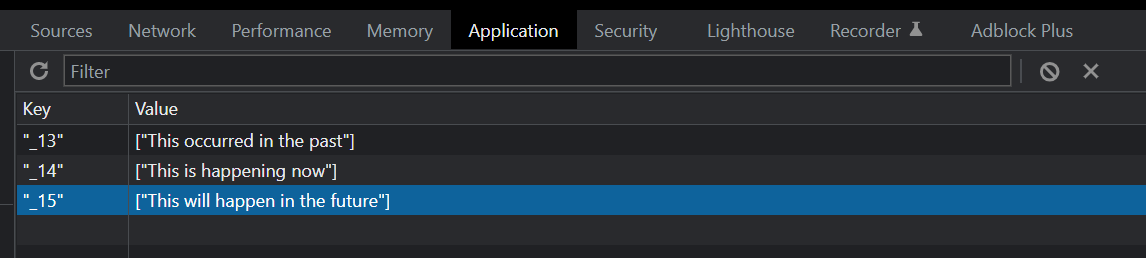 Sources Network Performance Memory Application Security Lighthouse Recorder Adblock Plus
Filter
Key Value
"_13" ["This occurred in the past"]
"_14" ["This is happening now"]
"_15" ["This will happen in the future"]